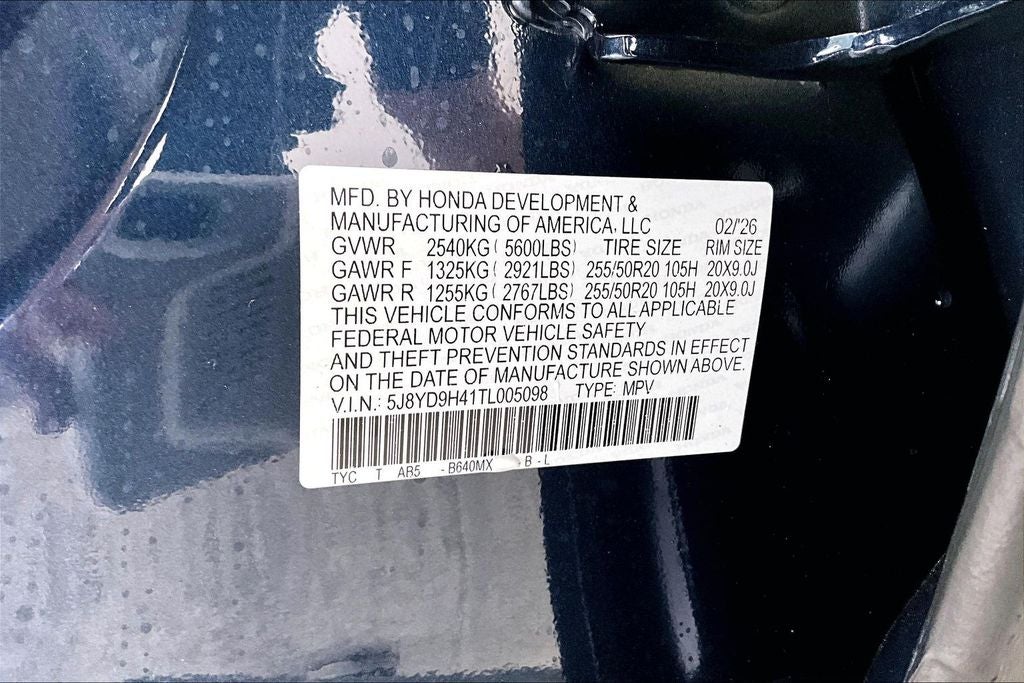 MFD. BY HONDA DEVELOPMENT &
MANUFACTURING OF AMERICA, LLC 02/'26
GVWR 2540KG ( 5600LBS) TIRE SIZE RIM SIZE
GAWR F 1325KG ( 2921LBS) 255/50R20 105H 20X9.0J
GAWR R 1255KG ( 2767LBS) 255/50R20 105H 20X9.0J
THIS VEHICLE CONFORMS TO ALL APPLICABLE
FEDERAL MOTOR VEHICLE SAFETY
AND THEFT PREVENTION STANDARDS IN EFFECT
ON THE DATE OF MANUFACTURE SHOWN ABOVE.
V.I.N.: 5J8YD9H41TL005098 TYPE: MPV
TYC T AR5 -B640MX -B -L